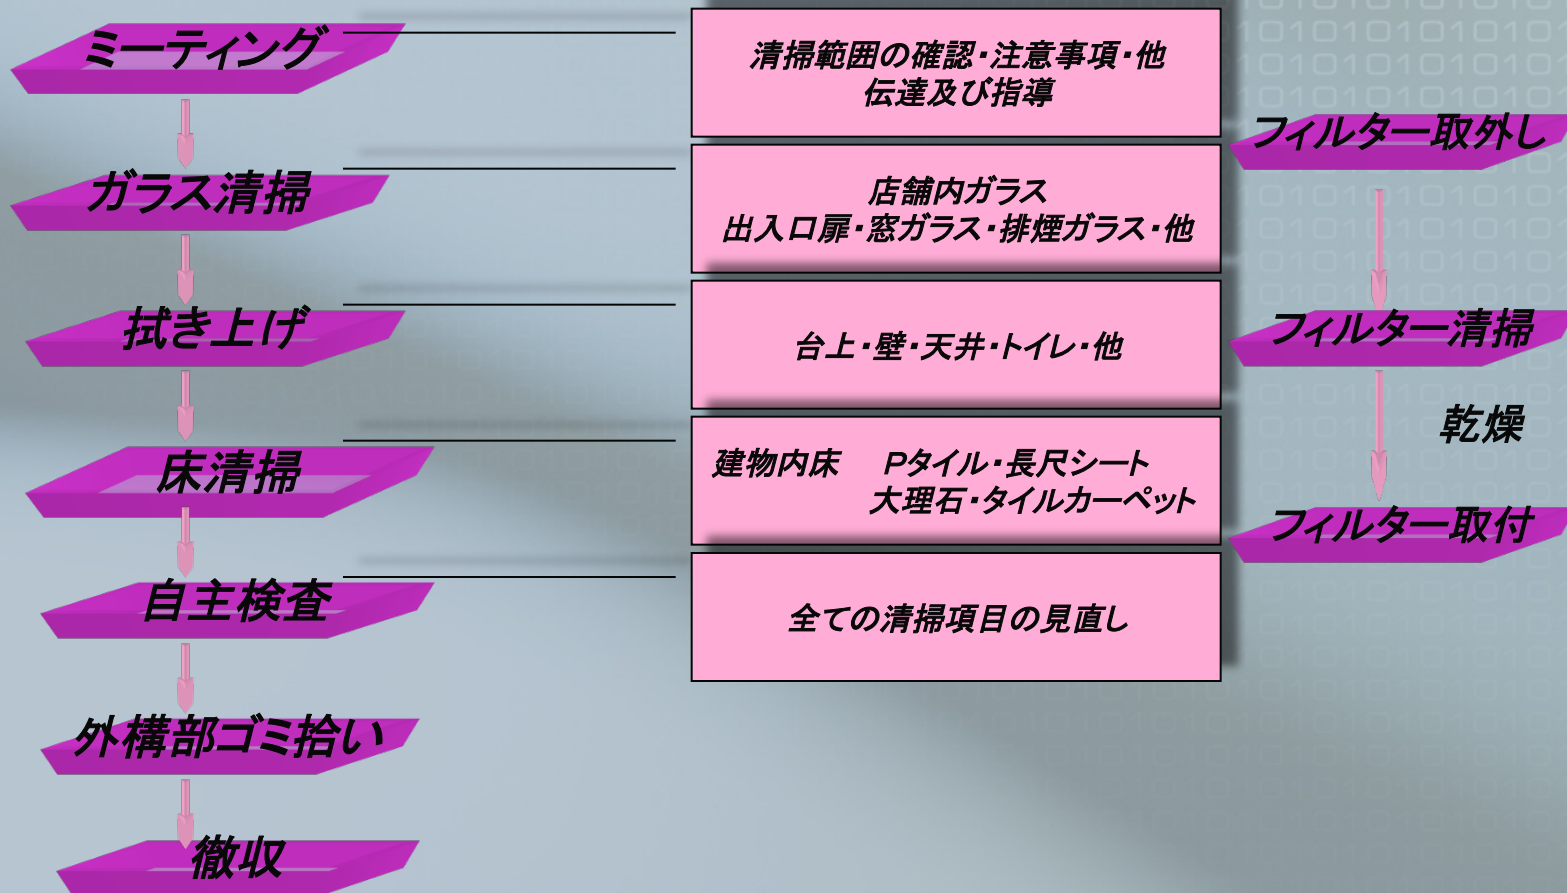 ミーティング
清掃範囲の確認・注意事項・他
伝達及び指導
ガラス清掃
店舗内ガラス
出入口扉・窓ガラス・排煙ガラス・他
拭き上げ
台上・壁・天井・トイレ・他
床清掃
建物内床　Pタイル・長尺シート
大理石・タイルカーペット
自主検査
全ての清掃項目の見直し
外構部ゴミ拾い
徹収
フィルター取外し
フィルター清掃
乾燥
フィルター取付